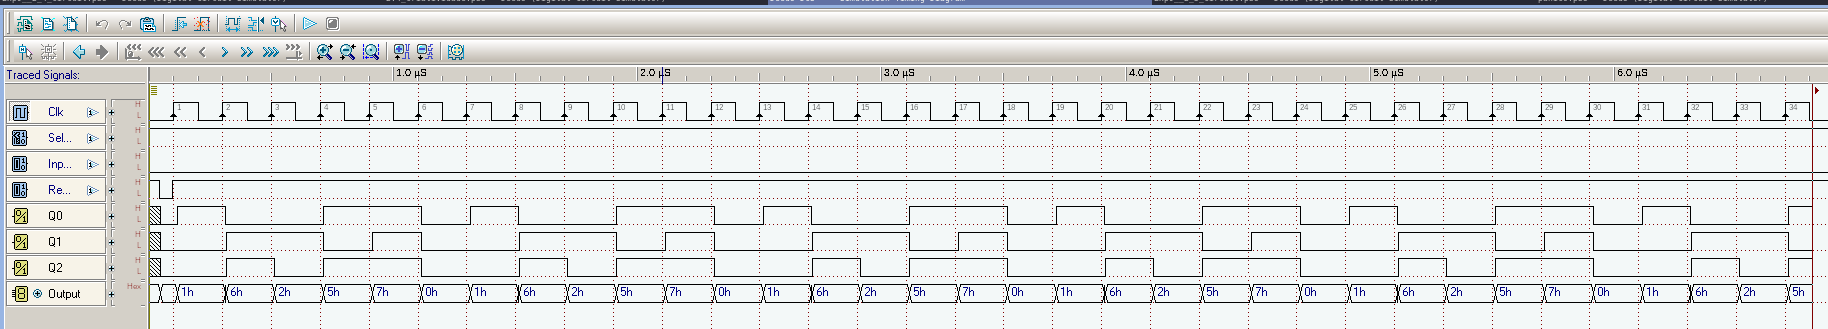 1.0 µS 2.0 µS 3.0 µS 4.0 µS 5.0 µS 6.0 µS
Traced Signals:
Clk H L 1 2 3 4 5 6 7 8 9 10 11 12 13 14 15 16 17 18 19 20 21 22 23 24 25 26 27 28 29 30 31 32 33 34
Sel... H L
Inp... H L
Re... H L
Q0 H L
Q1 H L
Q2 H L
Output Hex 1h 6h 2h 5h 7h 0h 1h 6h 2h 5h 7h 0h 1h 6h 2h 5h 7h 0h 1h 6h 2h 5h 7h 0h 1h 6h 2h 5h 7h 0h 1h 6h 2h 5h